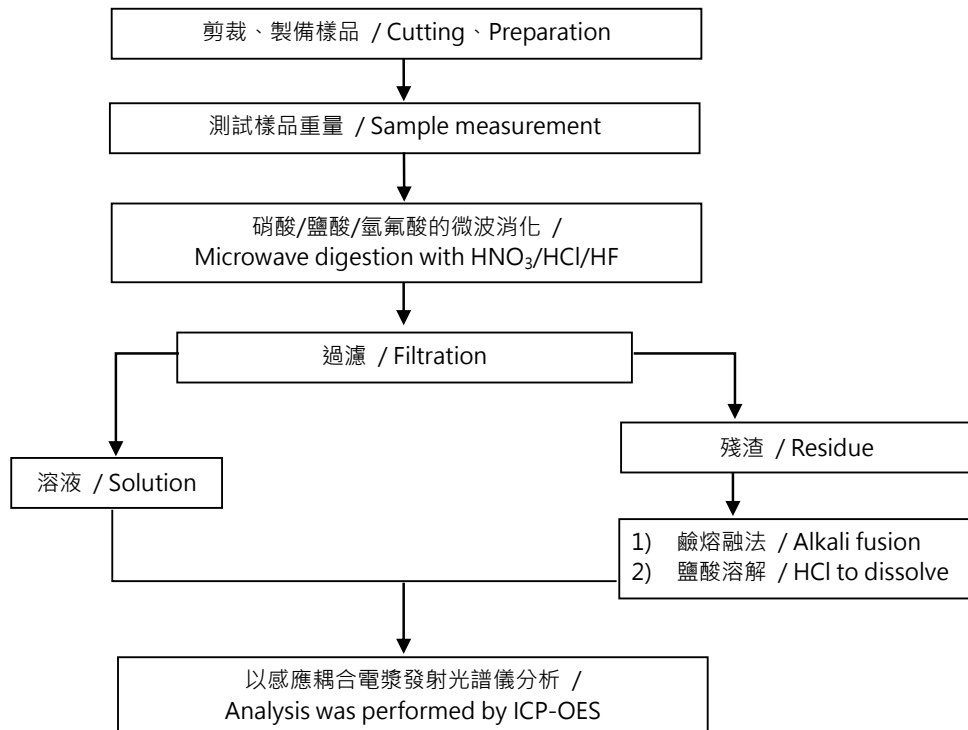 剪裁、製備樣品 / Cutting、Preparation
測試樣品重量 / Sample measurement
硝酸/鹽酸/氫氟酸的微波消化 /
Microwave digestion with HNO₃/HCl/HF
過濾 / Filtration
溶液 / Solution
殘渣 / Residue
1) 鹼熔融法 / Alkali fusion
2) 鹽酸溶解 / HCl to dissolve
以感應耦合電漿發射光譜儀分析 /
Analysis was performed by ICP-OES